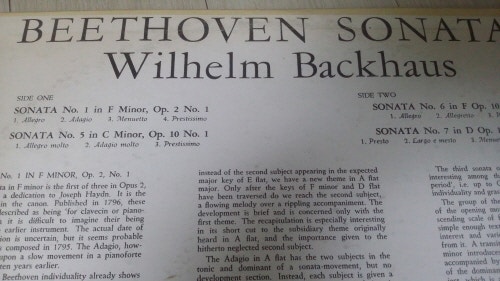 BEETHOVEN SONATA
Wilhelm Backhaus
SIDE ONE
SONATA No. 1 in F Minor, Op. 2 No. 1
1. Allegro 2. Adagio 3. Menuetto 4. Prestissimo
SONATA No. 5 in C Minor, Op. 10 No. 1
1. Allegro molto 2. Adagio molto 3. Prestissimo
SIDE TWO
SONATA No. 6 in F Op. 10
1. Allegro 2. Allegretto 3.
SONATA No. 7 in D Op.
1. Presto 2. Largo e mesto 3.
No. 1 IN F MINOR, Op. 2, No. 1
in F minor is the first of three in Opus 2,
a dedication to Joseph Haydn. It is the
in the canon. Published in 1796, these
described as being 'for clavecin or piano-
it is difficult to imagine their being
earlier instrument. The actual date of
is uncertain, but it seems probable
composed in 1795. The Adagio, how-
upon a slow movement in a pianoforte
ten years earlier.
Beethoven individuality already shows
instead of the second subject appearing in the expected
major key of E flat, we have a new theme in A flat
major. Only after the keys of F minor and D flat
have been traversed do we reach the second subject,
a flowing melody over a rippling accompaniment. The
development is brief and is concerned only with the
first theme. The recapitulation is especially interesting
in its short cut to the subsidiary theme originally
heard in A flat, and the importance given to the
hitherto neglected second subject.
The Adagio in A flat has the two subjects in the
tonic and dominant of a sonata-movement, but no
development section. Instead, each subject is given a
The third sonata of
interesting among the
period', i.e. up to
individuality and
The group of the
of the opening
cending scale of
simple enough
interest and
from it. A
minor introduces
accompanied by
of the